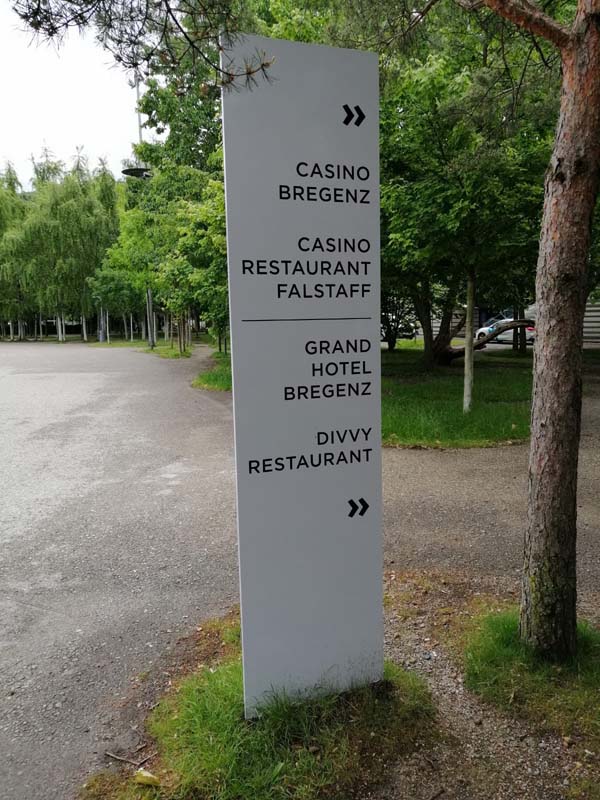 »
CASINO
BREGENZ
CASINO
RESTAURANT
FALSTAFF
GRAND
HOTEL
BREGENZ
DIVVY
RESTAURANT
»